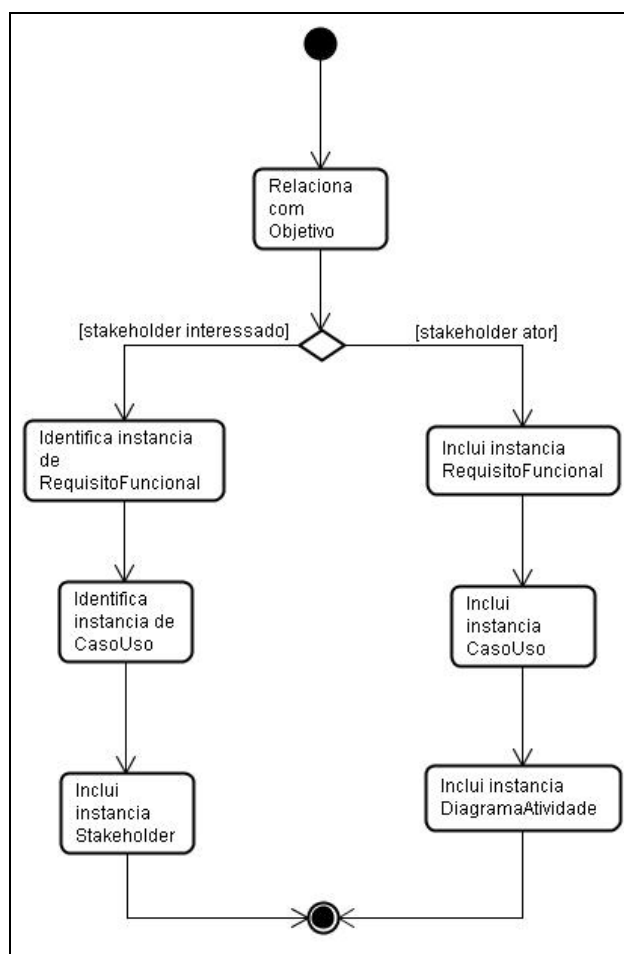 Relaciona
com
Objetivo
[stakeholder interessado]
[stakeholder ator]
Identifica instancia
de
RequisitoFuncional
Inclui instancia
RequisitoFuncional
Identifica
instancia de
CasoUso
Inclui
instancia
CasoUso
Inclui
instancia
Stakeholder
Inclui instancia
DiagramaAtividade